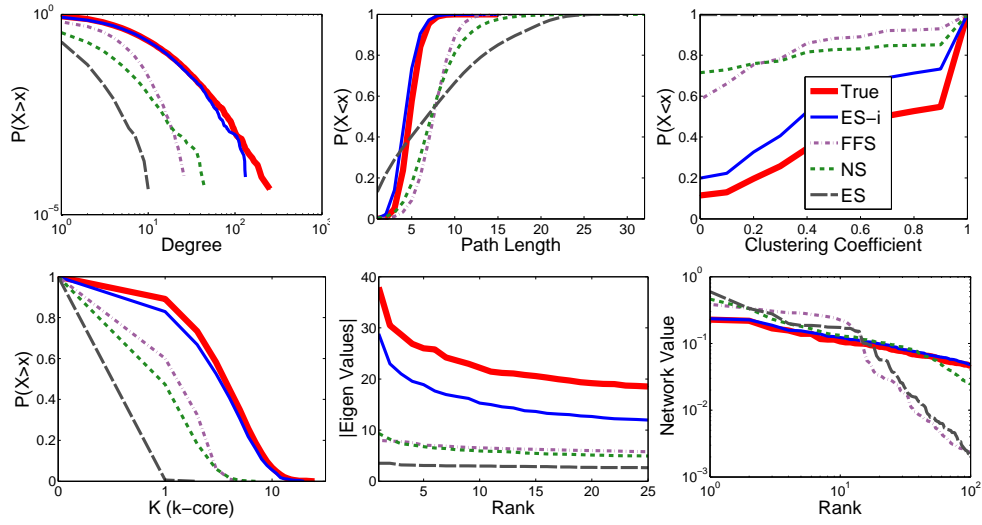 10^0
P(X>x)
10^-5
10^0 10^1 10^2 10^3
Degree
1
0.8
0.6
0.4
0.2
0
P(X<x)
5 10 15 20 25 30
Path Length
1
0.8
0.6
0.4
0.2
0
P(X<x)
0 0.2 0.4 0.6 0.8 1
Clustering Coefficient
True
ES-i
FFS
NS
ES
1
0.8
0.6
0.4
0.2
0
P(X>x)
0 1 10
K (k-core)
40
30
20
10
0
|Eigen Values|
5 10 15 20 25
Rank
10^0
10^-1
10^-2
10^-3
Network Value
10^0 10^1 10^2
Rank